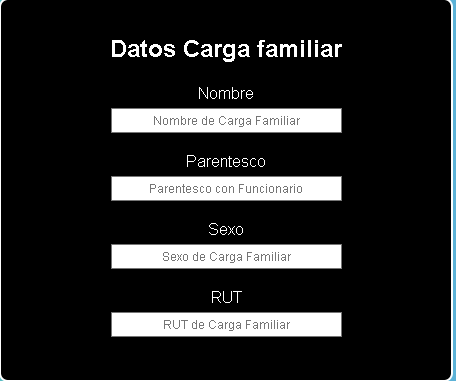 Datos Carga familiar
Nombre
Nombre de Carga Familiar
Parentesco
Parentesco con Funcionario
Sexo
Sexo de Carga Familiar
RUT
RUT de Carga Familiar